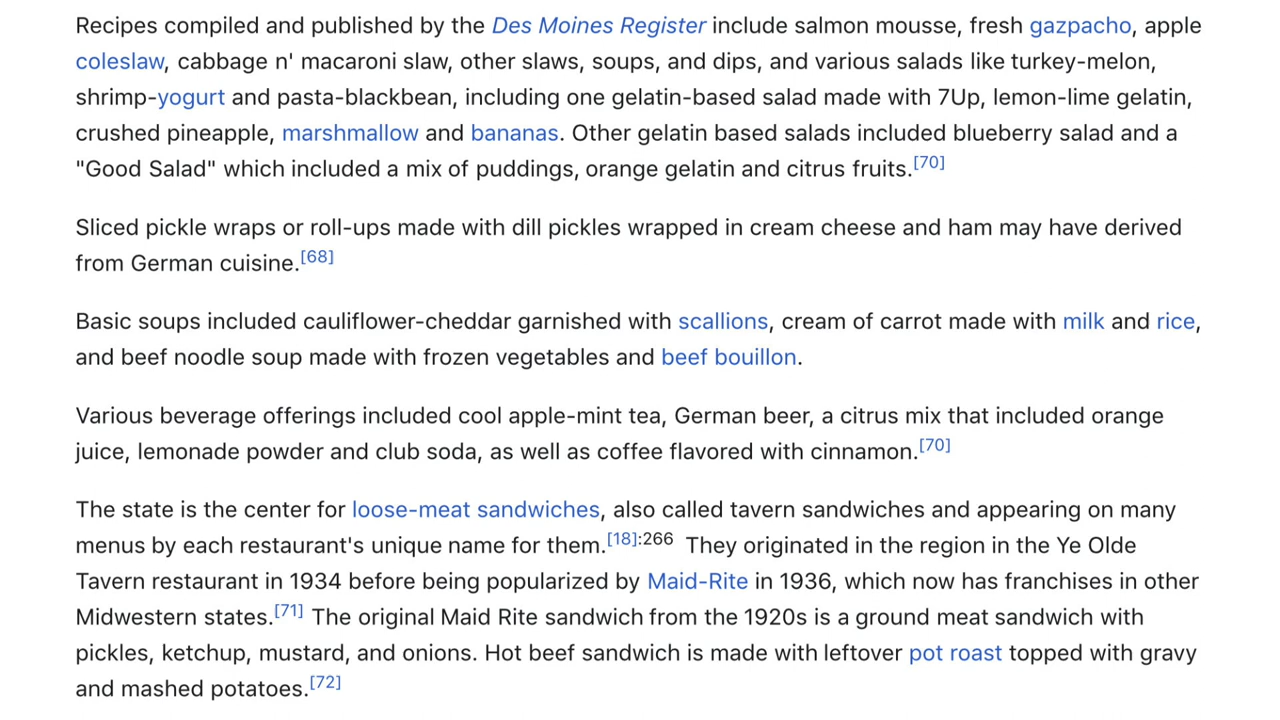 Recipes compiled and published by the Des Moines Register include salmon mousse, fresh gazpacho, apple
coleslaw, cabbage n' macaroni slaw, other slaws, soups, and dips, and various salads like turkey-melon,
shrimp-yogurt and pasta-blackbean, including one gelatin-based salad made with 7Up, lemon-lime gelatin,
crushed pineapple, marshmallow and bananas. Other gelatin based salads included blueberry salad and a
"Good Salad" which included a mix of puddings, orange gelatin and citrus fruits.[70]
Sliced pickle wraps or roll-ups made with dill pickles wrapped in cream cheese and ham may have derived
from German cuisine.[68]
Basic soups included cauliflower-cheddar garnished with scallions, cream of carrot made with milk and rice,
and beef noodle soup made with frozen vegetables and beef bouillon.
Various beverage offerings included cool apple-mint tea, German beer, a citrus mix that included orange
juice, lemonade powder and club soda, as well as coffee flavored with cinnamon.[70]
The state is the center for loose-meat sandwiches, also called tavern sandwiches and appearing on many
menus by each restaurant's unique name for them.[18]:266 They originated in the region in the Ye Olde
Tavern restaurant in 1934 before being popularized by Maid-Rite in 1936, which now has franchises in other
Midwestern states.[71] The original Maid Rite sandwich from the 1920s is a ground meat sandwich with
pickles, ketchup, mustard, and onions. Hot beef sandwich is made with leftover pot roast topped with gravy
and mashed potatoes.[72]